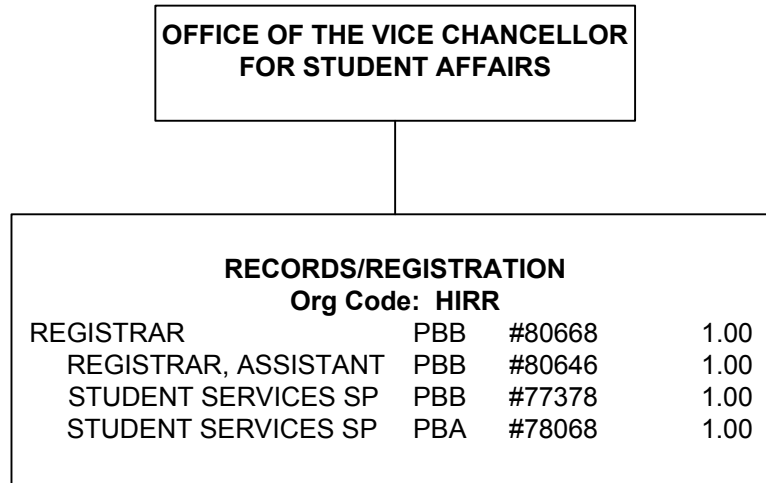 OFFICE OF THE VICE CHANCELLOR
FOR STUDENT AFFAIRS
RECORDS/REGISTRATION
Org Code: HIRR
REGISTRAR PBB #80668 1.00
REGISTRAR, ASSISTANT PBB #80646 1.00
STUDENT SERVICES SP PBB #77378 1.00
STUDENT SERVICES SP PBA #78068 1.00